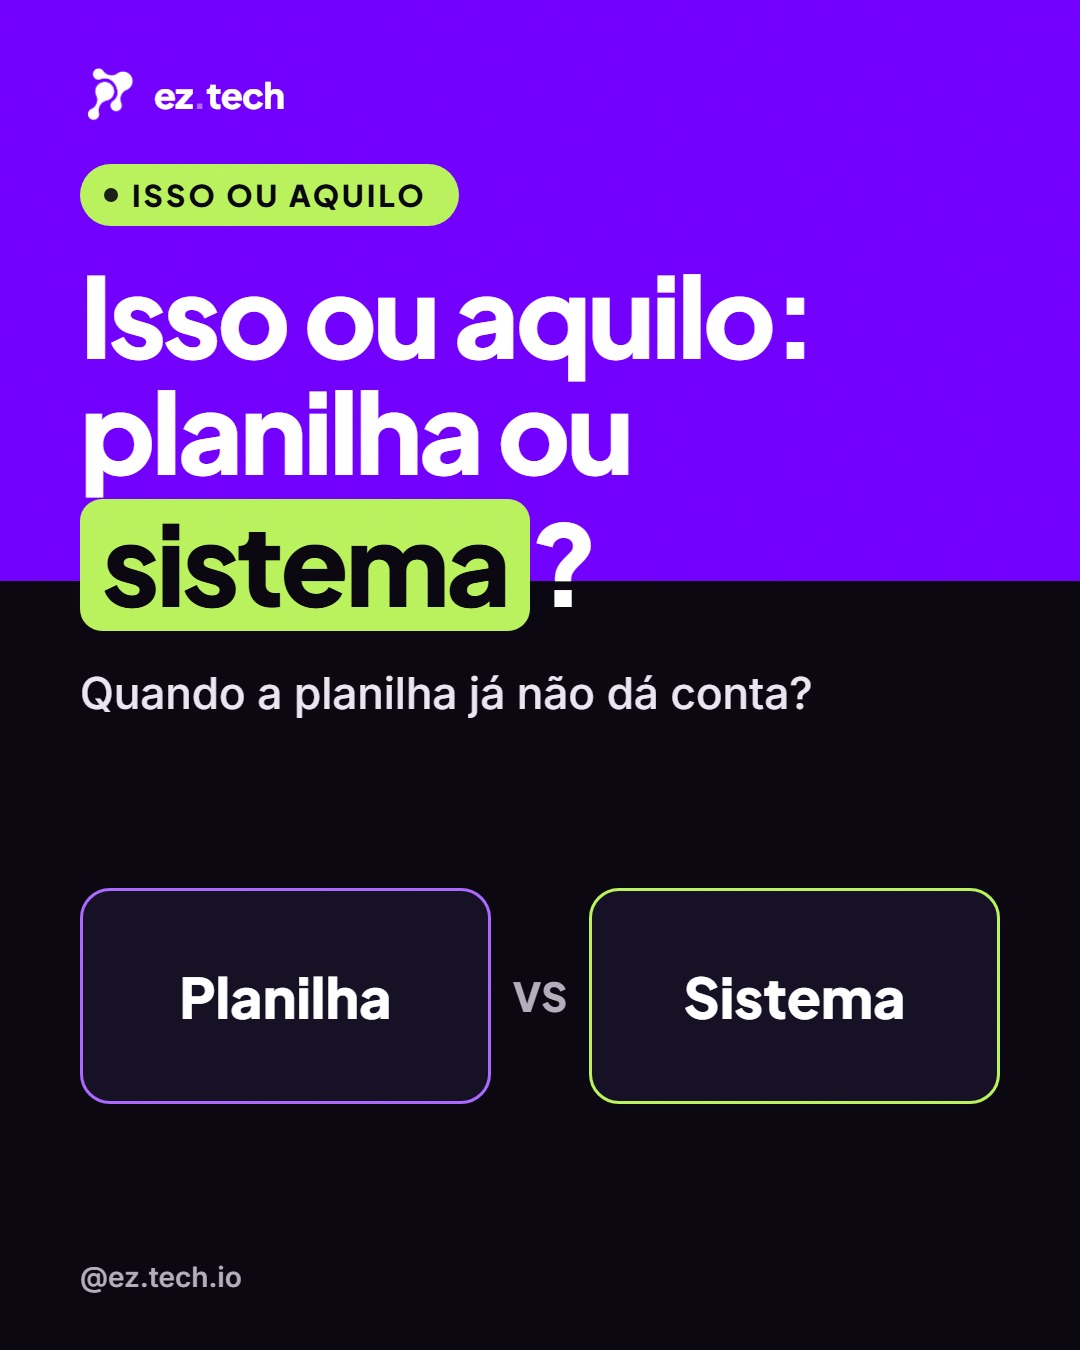 ez.tech
ISSO OU AQUILO
Isso ou aquilo:
planilha ou
sistema?
Quando a planilha já não dá conta?
Planilha vs Sistema
@ez.tech.io